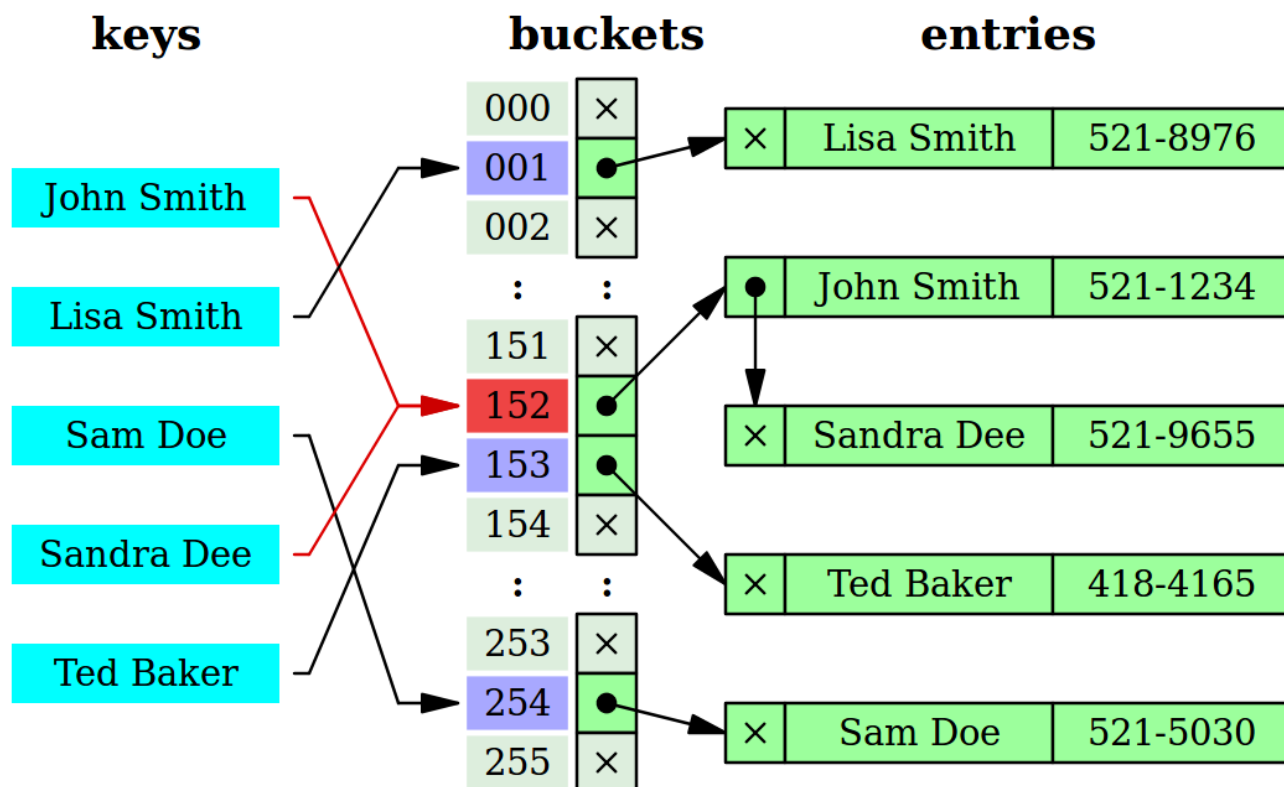 keys
buckets
entries
John Smith
Lisa Smith
Sam Doe
Sandra Dee
Ted Baker
000 ×
001
002 ×
: :
151 ×
152
153
154 ×
: :
253 ×
254
255 ×
× Lisa Smith 521-8976
John Smith 521-1234
× Sandra Dee 521-9655
× Ted Baker 418-4165
× Sam Doe 521-5030